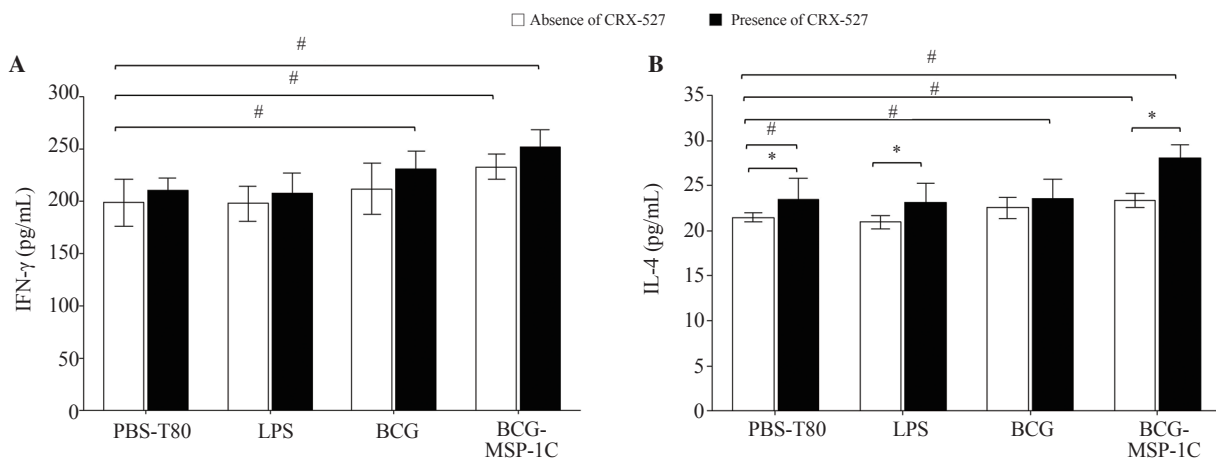 Absence of CRX-527 Presence of CRX-527
A
#
#
#
IFN-γ (pg/mL)
300
250
200
150
100
50
0
PBS-T80 LPS BCG BCG-
MSP-1C
B
#
#
#
#
*
*
*
IL-4 (pg/mL)
35
30
25
20
15
10
5
0
PBS-T80 LPS BCG BCG-
MSP-1C